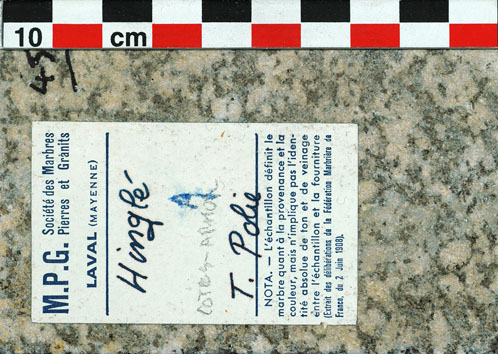 10 cm
M.P.G. Société des Marbres
Pierres et Granits
LAVAL (MAYENNE)
Hinglé
T. Polie
NOTA. — L'échantillon définit le
marbre quant à la provenance et la
couleur, mais n'implique pas l'iden-
tité absolue de ton et de veinage
entre l'échantillon et la fourniture
(Extrait des délibérations de la Fédération Marbrière de
France, du 2 Juin 1908).